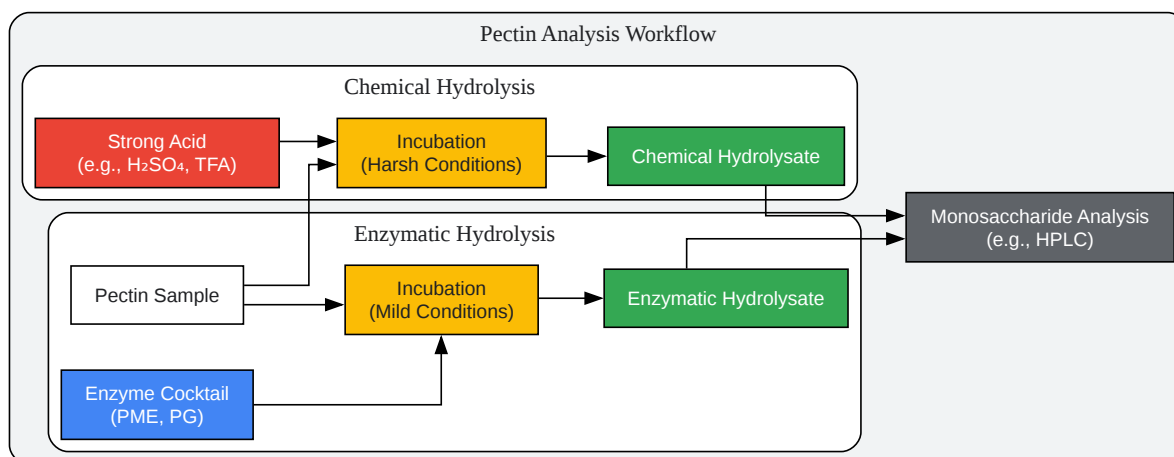 Pectin Analysis Workflow
Chemical Hydrolysis
Strong Acid
(e.g., H₂SO₄, TFA)
Incubation
(Harsh Conditions)
Chemical Hydrolysate
Monosaccharide Analysis
(e.g., HPLC)
Enzymatic Hydrolysis
Pectin Sample
Incubation
(Mild Conditions)
Enzymatic Hydrolysate
Enzyme Cocktail
(PME, PG)